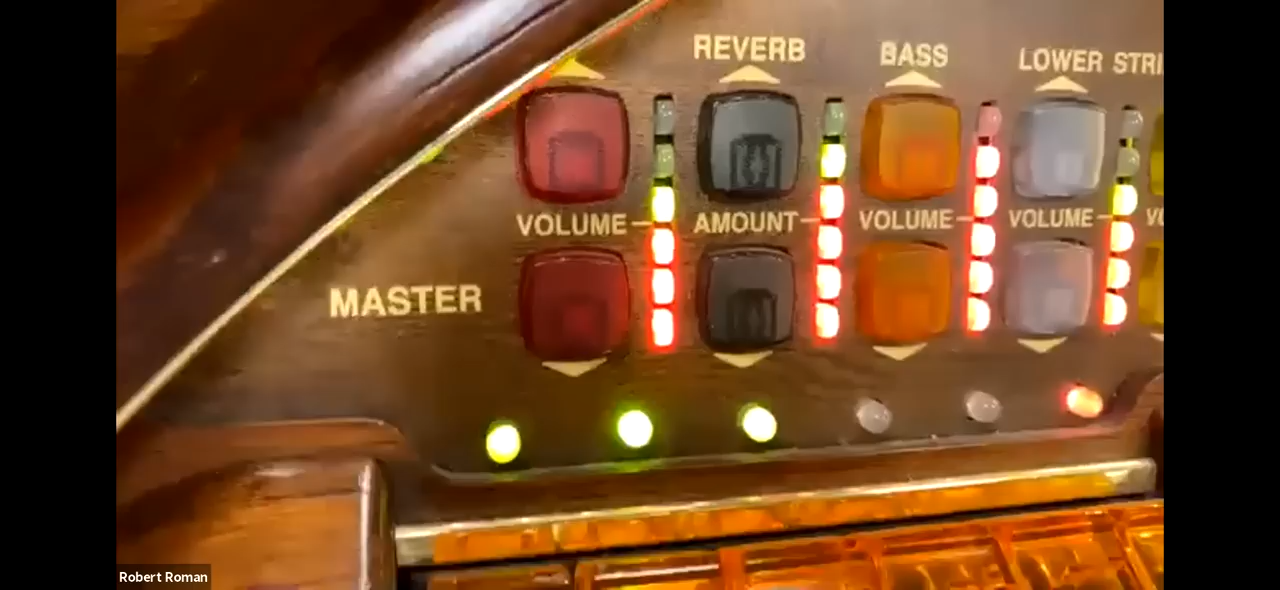 REVERB BASS LOWER STRI
VOLUME AMOUNT VOLUME VOLUME
MASTER
Robert Roman